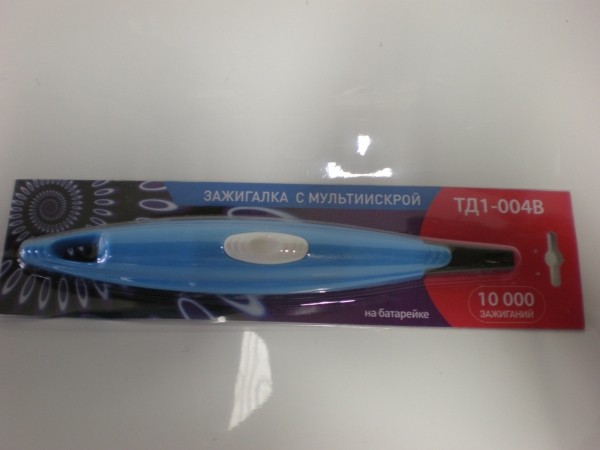 ЗАЖИГАЛКА С МУЛЬТИИСКРОЙ
ТД1-004В
10 000
ЗАЖИГАНИЙ
на батарейке